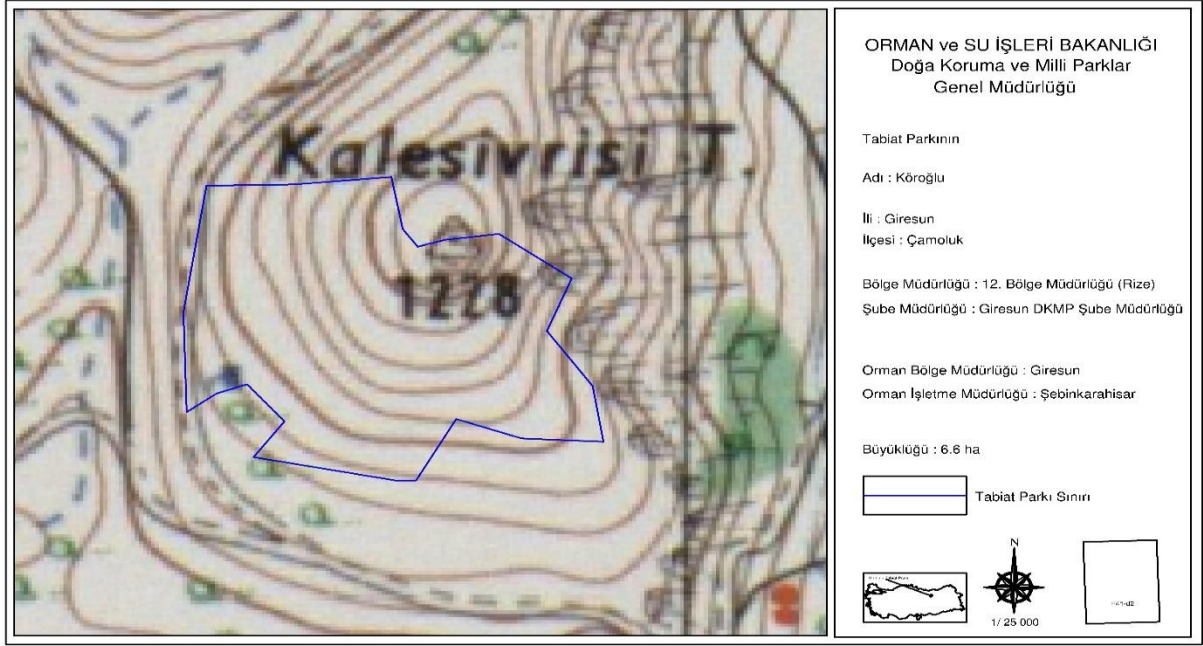 Kalesivrisi T.
1228
ORMAN ve SU İŞLERİ BAKANLIĞI
Doğa Koruma ve Milli Parklar
Genel Müdürlüğü
Tabiat Parkının
Adı : Köroğlu
İli : Giresun
İlçesi : Çamoluk
Bölge Müdürlüğü : 12. Bölge Müdürlüğü (Rize)
Şube Müdürlüğü : Giresun DKMP Şube Müdürlüğü
Orman Bölge Müdürlüğü : Giresun
Orman İşletme Müdürlüğü : Şebinkarahisar
Büyüklüğü : 6.6 ha
Tabiat Parkı Sınırı
N
1/ 25 000